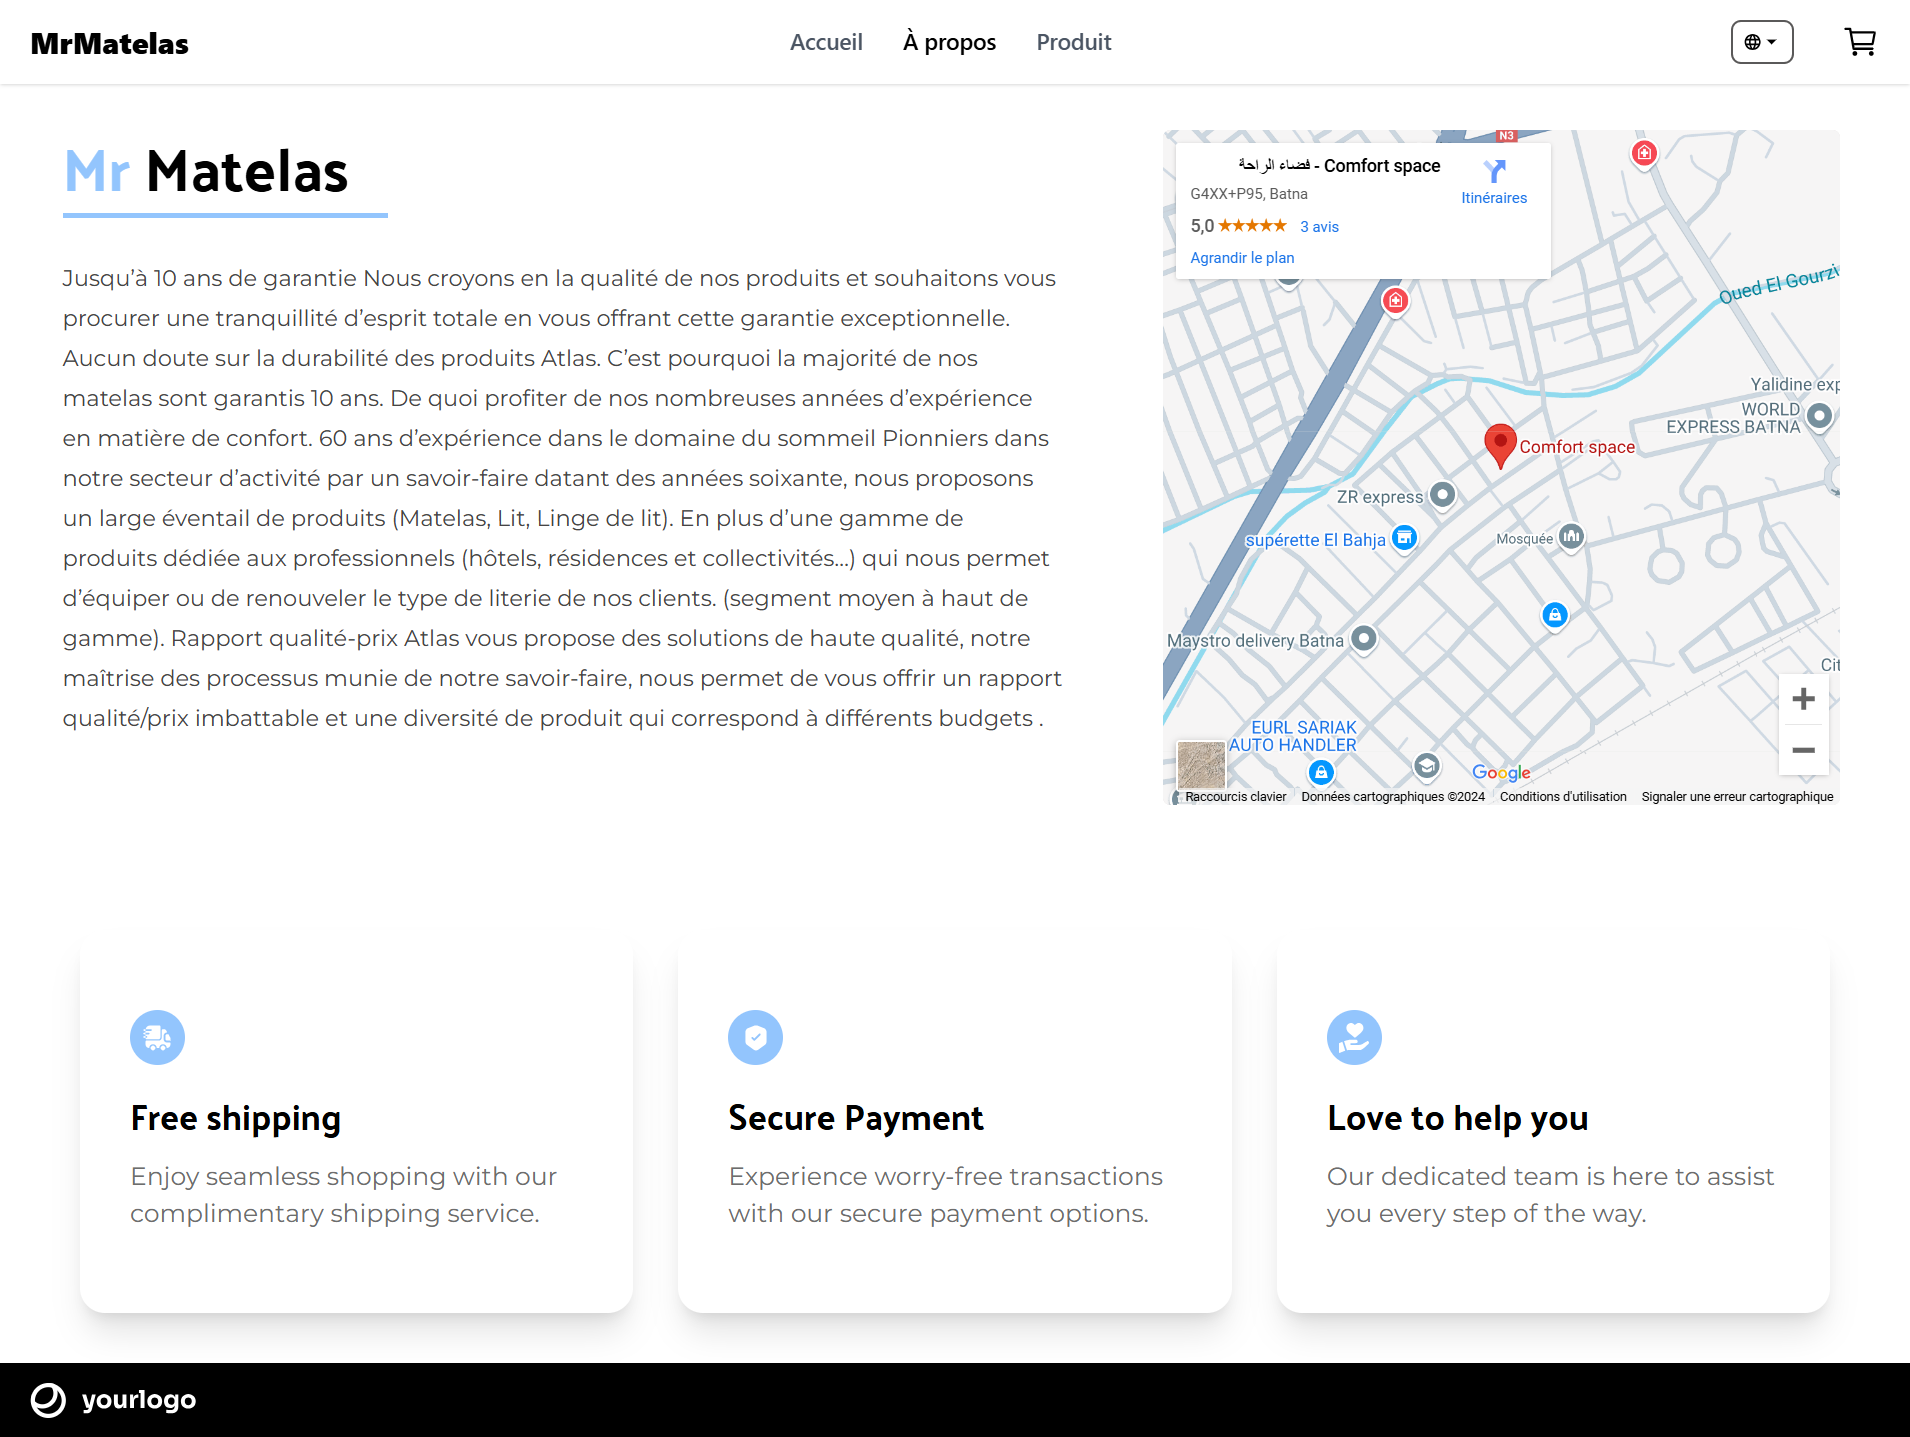 MrMatelas
Accueil
À propos
Produit
Mr Matelas
Jusqu’à 10 ans de garantie Nous croyons en la qualité de nos produits et souhaitons vous
procurer une tranquillité d’esprit totale en vous offrant cette garantie exceptionnelle.
Aucun doute sur la durabilité des produits Atlas. C’est pourquoi la majorité de nos
matelas sont garantis 10 ans. De quoi profiter de nos nombreuses années d’expérience
en matière de confort. 60 ans d’expérience dans le domaine du sommeil Pionniers dans
notre secteur d’activité par un savoir-faire datant des années soixante, nous proposons
un large éventail de produits (Matelas, Lit, Linge de lit). En plus d’une gamme de
produits dédiée aux professionnels (hôtels, résidences et collectivités...) qui nous permet
d’équiper ou de renouveler le type de literie de nos clients. (segment moyen à haut de
gamme). Rapport qualité-prix Atlas vous propose des solutions de haute qualité, notre
maîtrise des processus munie de notre savoir-faire, nous permet de vous offrir un rapport
qualité/prix imbattable et une diversité de produit qui correspond à différents budgets .
N3
فضاء الراحة - Comfort space
G4XX+P95, Batna
5,0
3 avis
Agrandir le plan
Itinéraires
Oued El Gourzi
Yalidine exp
WORLD
EXPRESS BATNA
Comfort space
ZR express
supérette El Bahja
Mosquée
Maystro delivery Batna
Cit
EURL SARIAK
AUTO HANDLER
Google
Raccourcis clavier
Données cartographiques ©2024
Conditions d'utilisation
Signaler une erreur cartographique
Free shipping
Enjoy seamless shopping with our
complimentary shipping service.
Secure Payment
Experience worry-free transactions
with our secure payment options.
Love to help you
Our dedicated team is here to assist
you every step of the way.
yourlogo